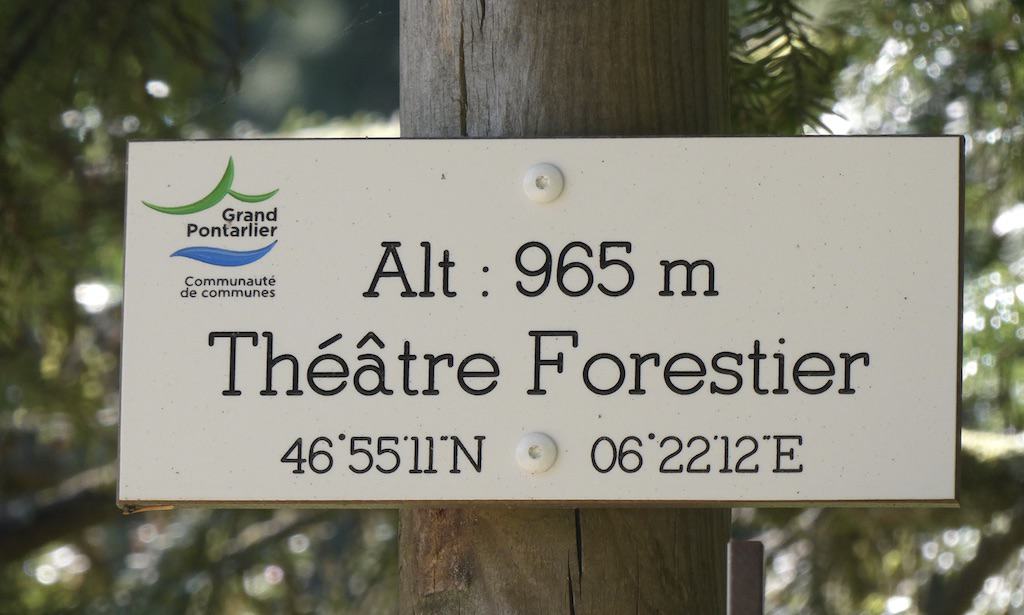 Grand
Pontarlier
Communauté
de communes
Alt : 965 m
Théâtre Forestier
46°55'11"N 06°22'12"E